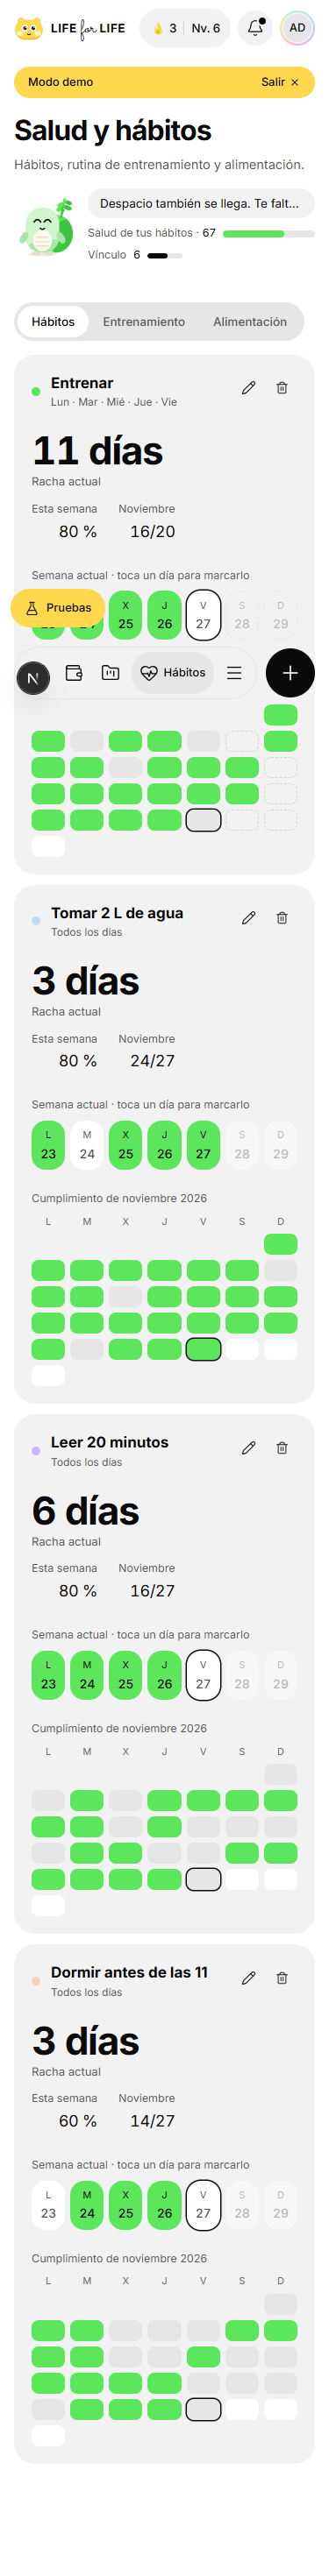 LIFE for LIFE
3 | Nv. 6
AD
Modo demo
Salir ×
Salud y hábitos
Hábitos, rutina de entrenamiento y alimentación.
Despacio también se llega. Te falt...
Salud de tus hábitos · 67
Vínculo 6
Hábitos
Entrenamiento
Alimentación
Entrenar
Lun · Mar · Mié · Jue · Vie
11 días
Racha actual
Esta semana Noviembre
80 % 16/20
Semana actual · toca un día para marcarlo
Pruebas
X J V S D
25 26 27 28 29
N
Hábitos
Tomar 2 L de agua
Todos los días
3 días
Racha actual
Esta semana Noviembre
80 % 24/27
Semana actual · toca un día para marcarlo
L M X J V S D
23 24 25 26 27 28 29
Cumplimiento de noviembre 2026
L M X J V S D
Leer 20 minutos
Todos los días
6 días
Racha actual
Esta semana Noviembre
80 % 16/27
Semana actual · toca un día para marcarlo
L M X J V S D
23 24 25 26 27 28 29
Cumplimiento de noviembre 2026
L M X J V S D
Dormir antes de las 11
Todos los días
3 días
Racha actual
Esta semana Noviembre
60 % 14/27
Semana actual · toca un día para marcarlo
L M X J V S D
23 24 25 26 27 28 29
Cumplimiento de noviembre 2026
L M X J V S D